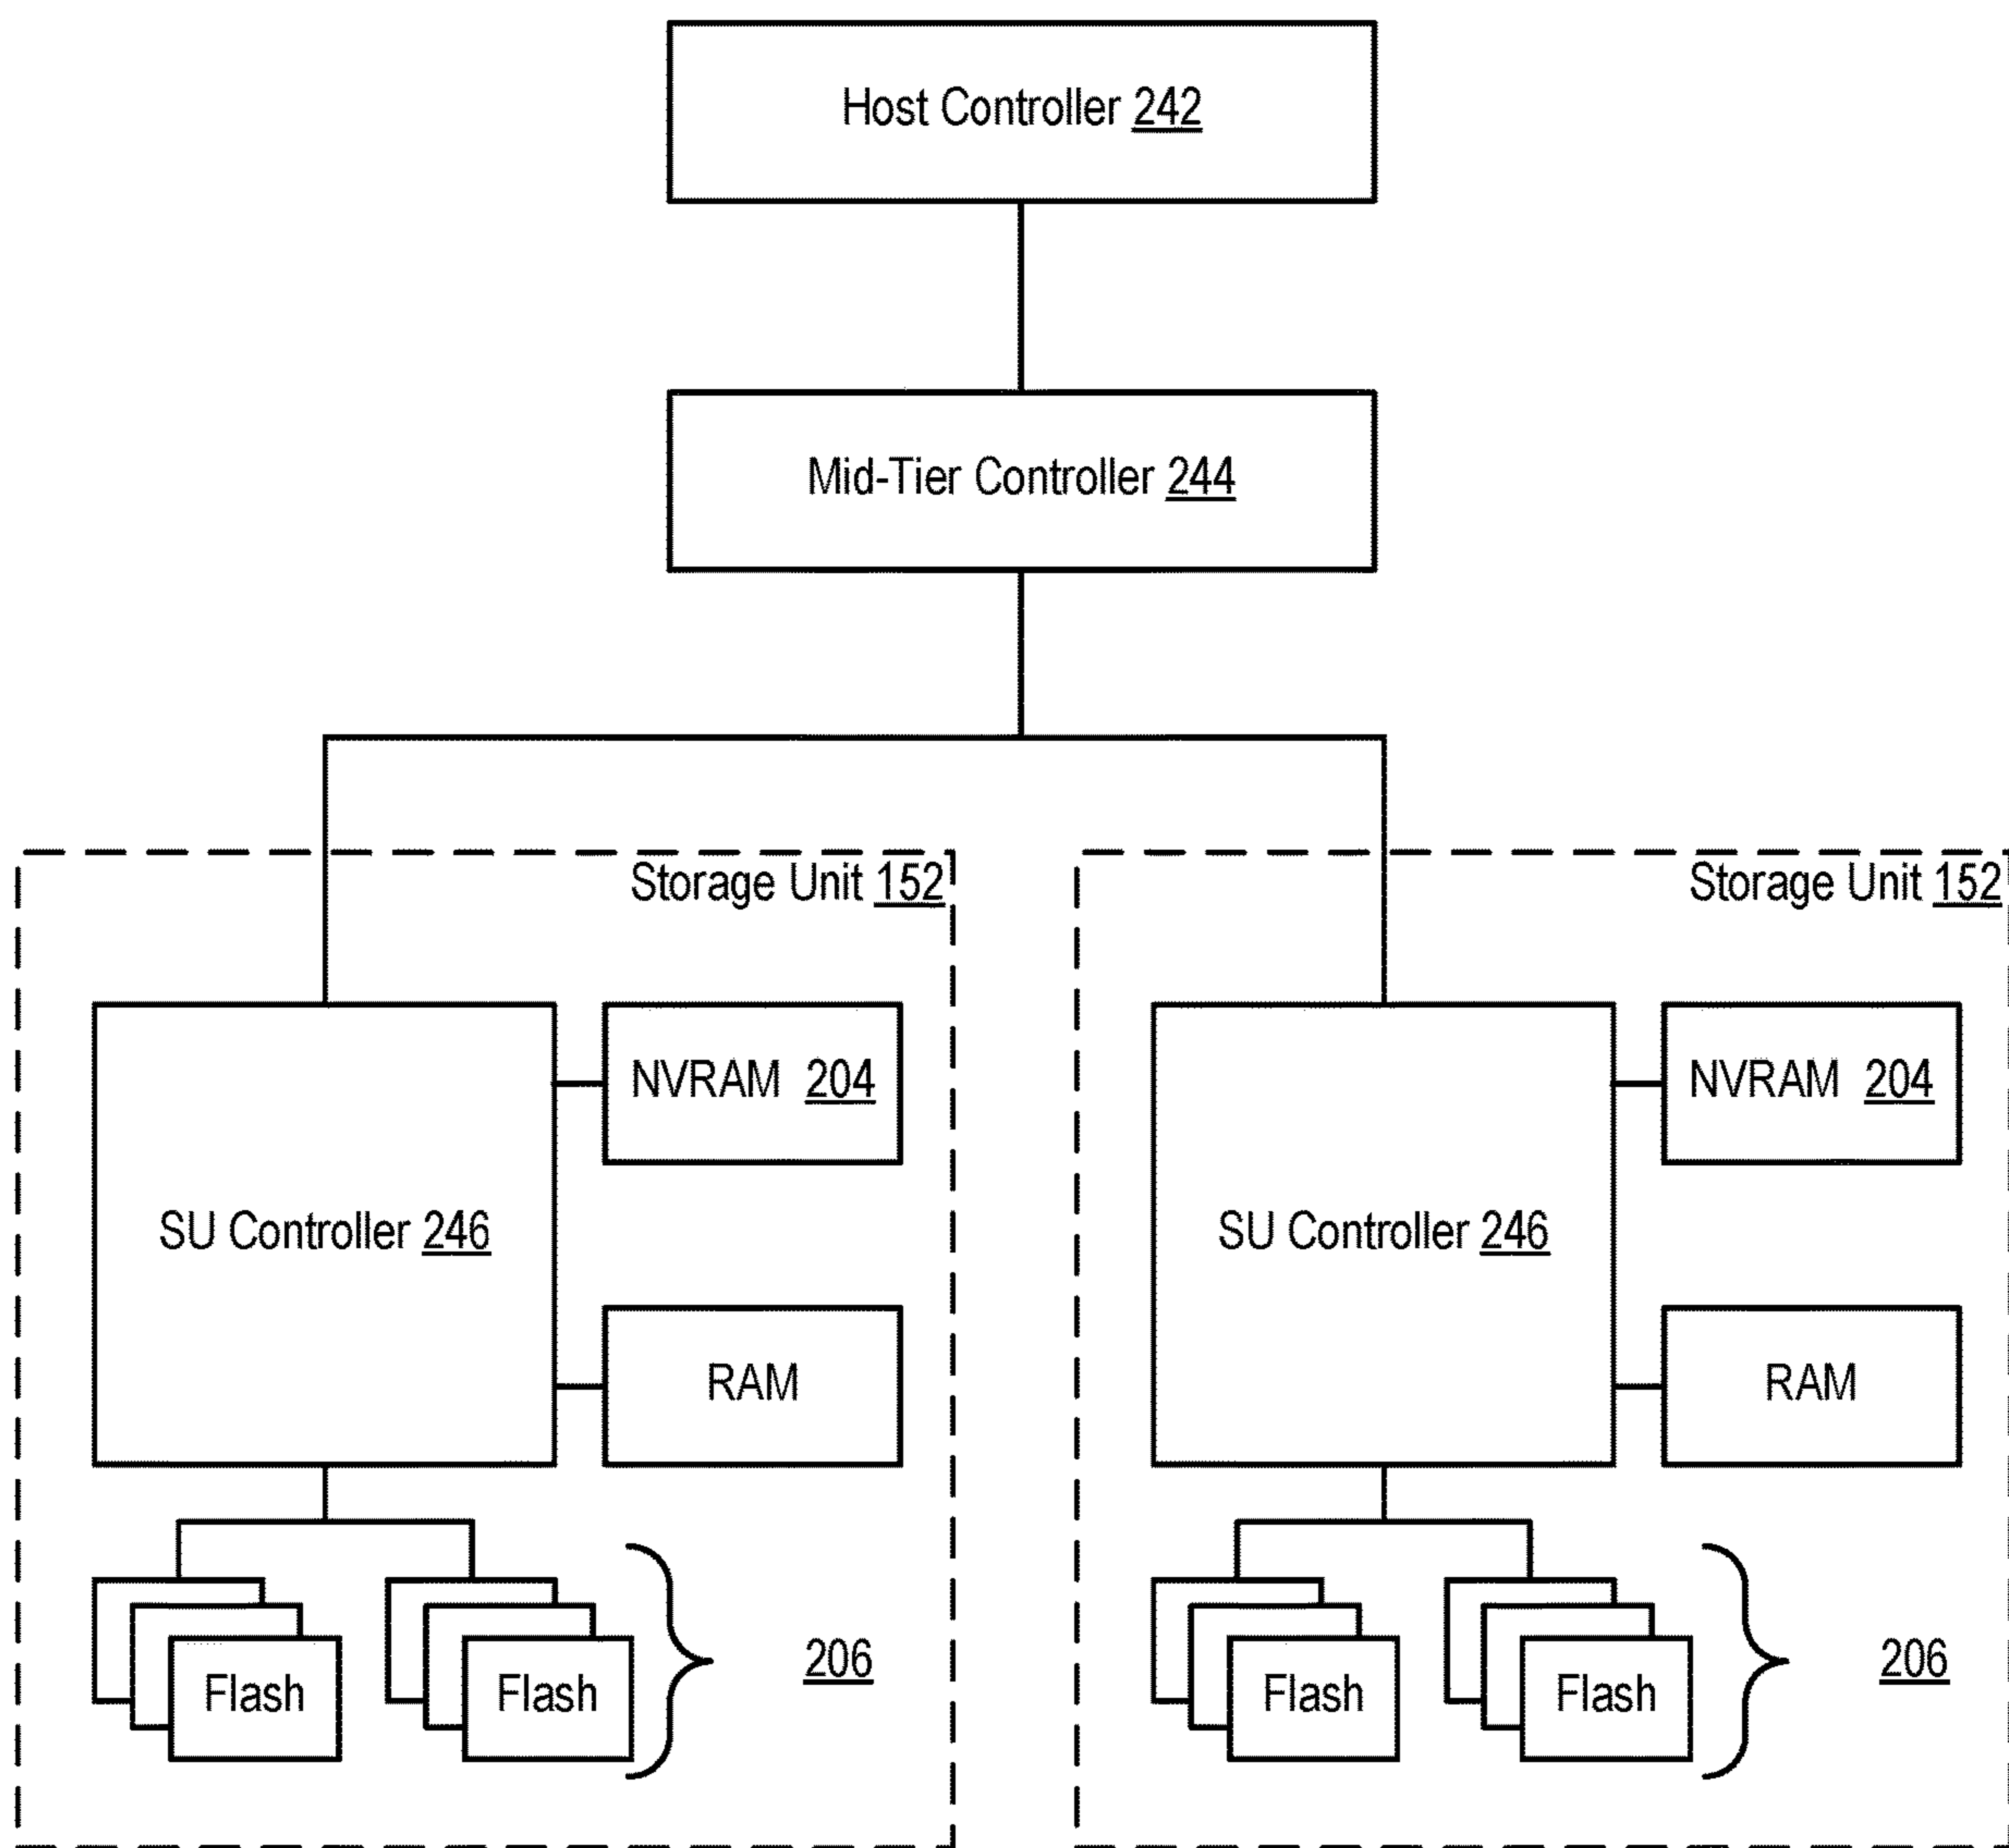 Host Controller 242
Mid-Tier Controller 244
Storage Unit 152
NVRAM 204
SU Controller 246
RAM
Flash
Flash
206
Storage Unit 152
NVRAM 204
SU Controller 246
RAM
Flash
Flash
206